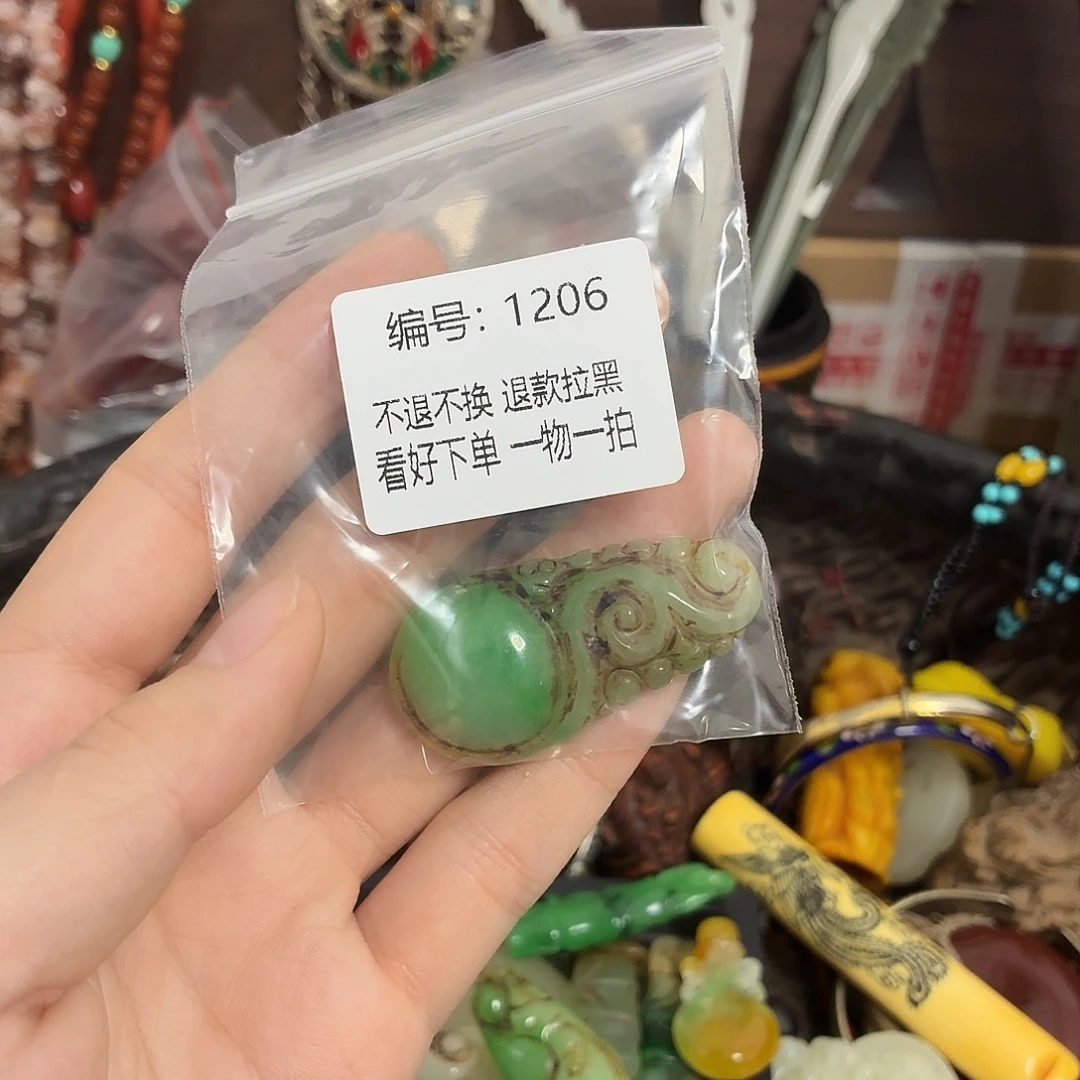 编号：1206
不退不换 退款拉黑
看好下单 一物一拍